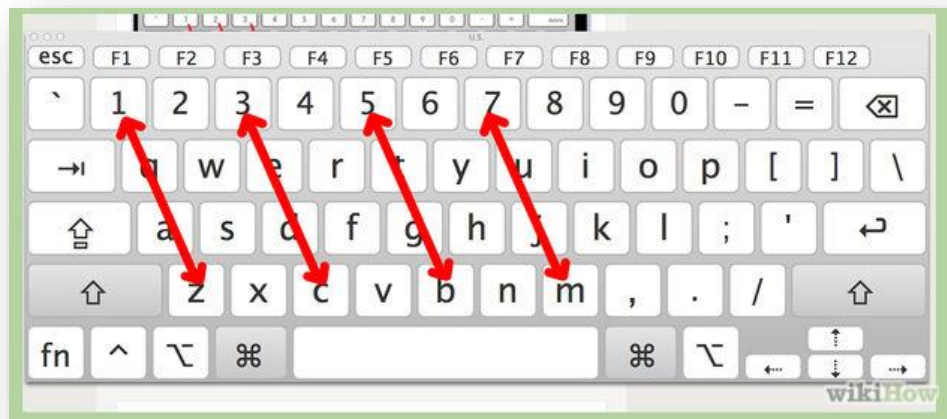 U.S.
esc F1 F2 F3 F4 F5 F6 F7 F8 F9 F10 F11 F12
` 1 2 3 4 5 6 7 8 9 0 - =
q w e r t y u i o p [ ] \
a s d f g h j k l ; '
z x c v b n m , . /
fn ^ ⌥ ⌘ ⌘ ⌥
wikiHow